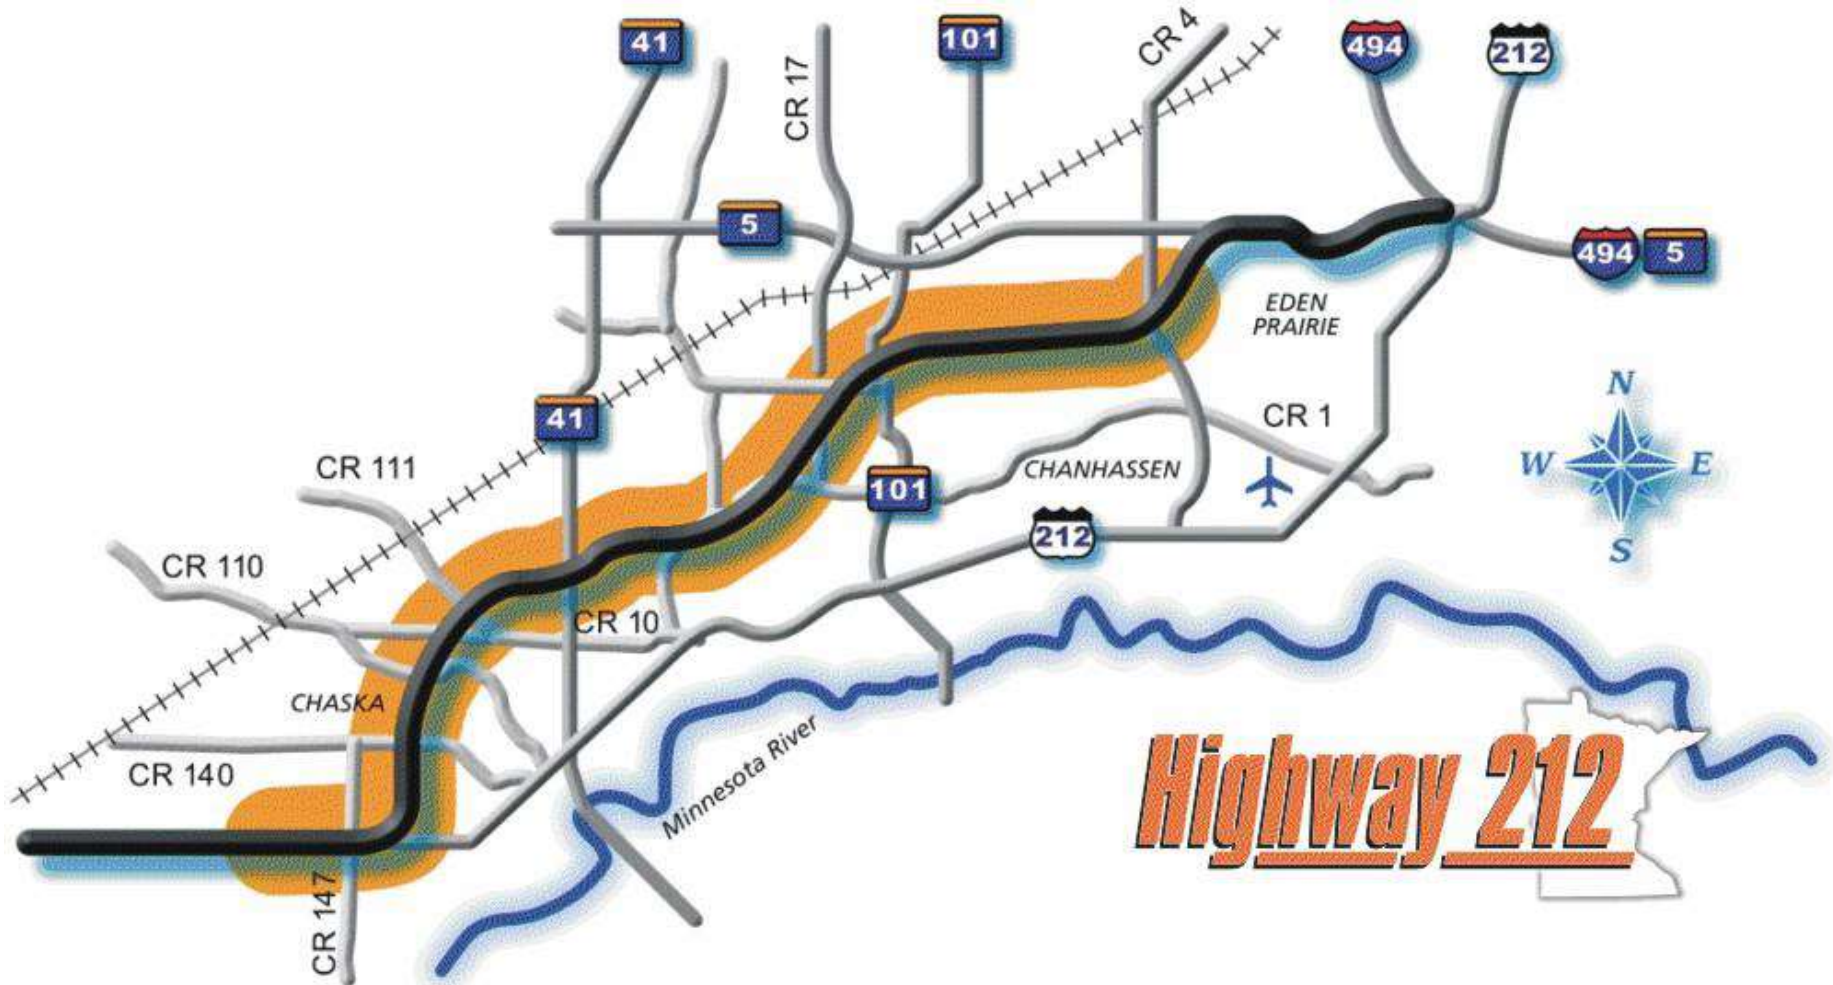 41
101
CR 4
494
212
CR 17
5
494
5
EDEN
PRAIRIE
N
W
E
S
41
CR 1
CR 111
CHANHASSEN
101
212
CR 110
CR 10
CHASKA
CR 140
Minnesota River
Highway 212
CR 147